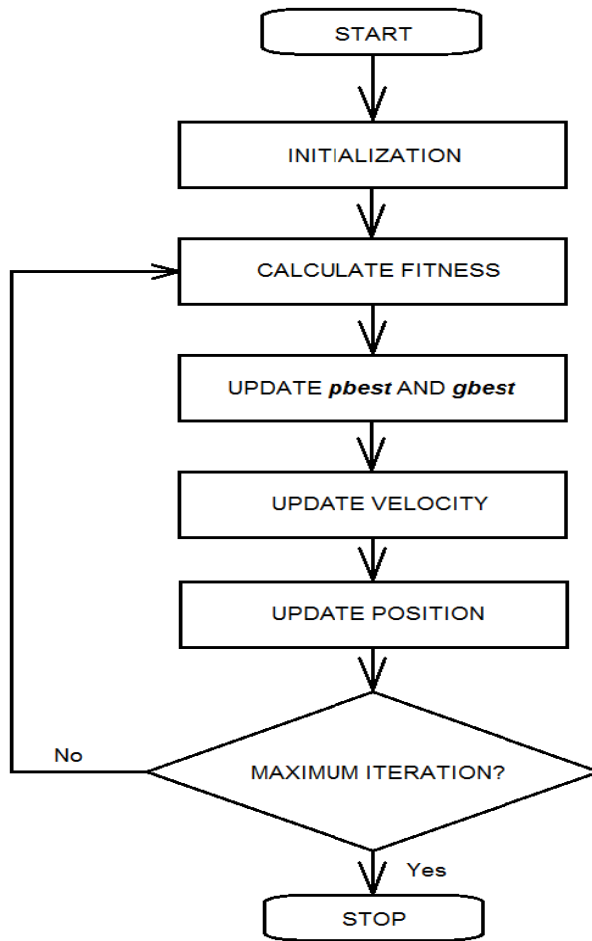 START
INITIALIZATION
CALCULATE FITNESS
UPDATE pbest AND gbest
UPDATE VELOCITY
UPDATE POSITION
MAXIMUM ITERATION?
No
Yes
STOP